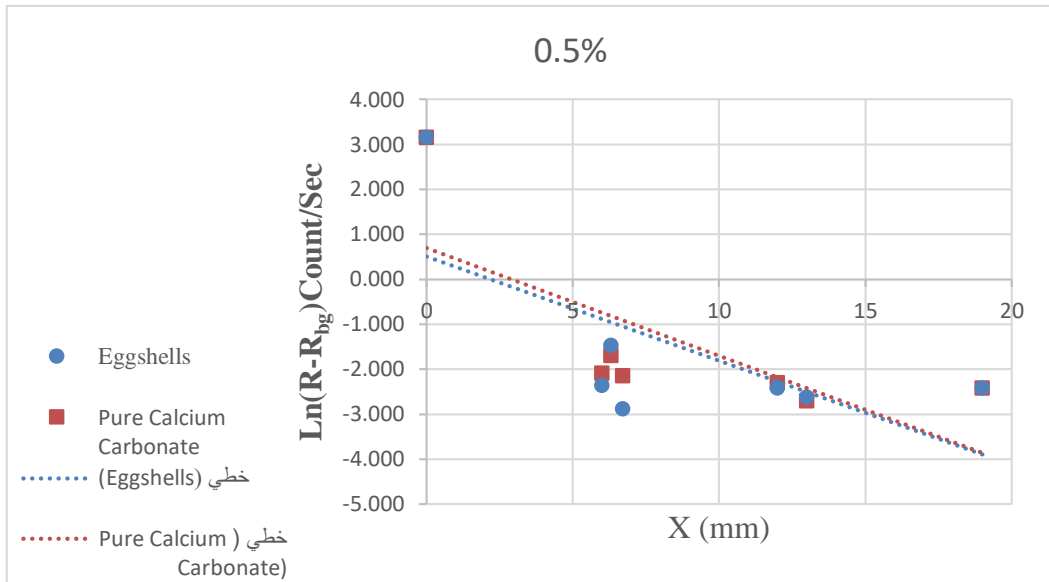 0.5%
4.000
3.000
2.000
1.000
0.000
-1.000
-2.000
-3.000
-4.000
-5.000
0 5 10 15 20
Ln(R-Rbg)Count/Sec
X (mm)
Eggshells
Pure Calcium
Carbonate
(Eggshells) خطي
Pure Calcium ) خطي
Carbonate)